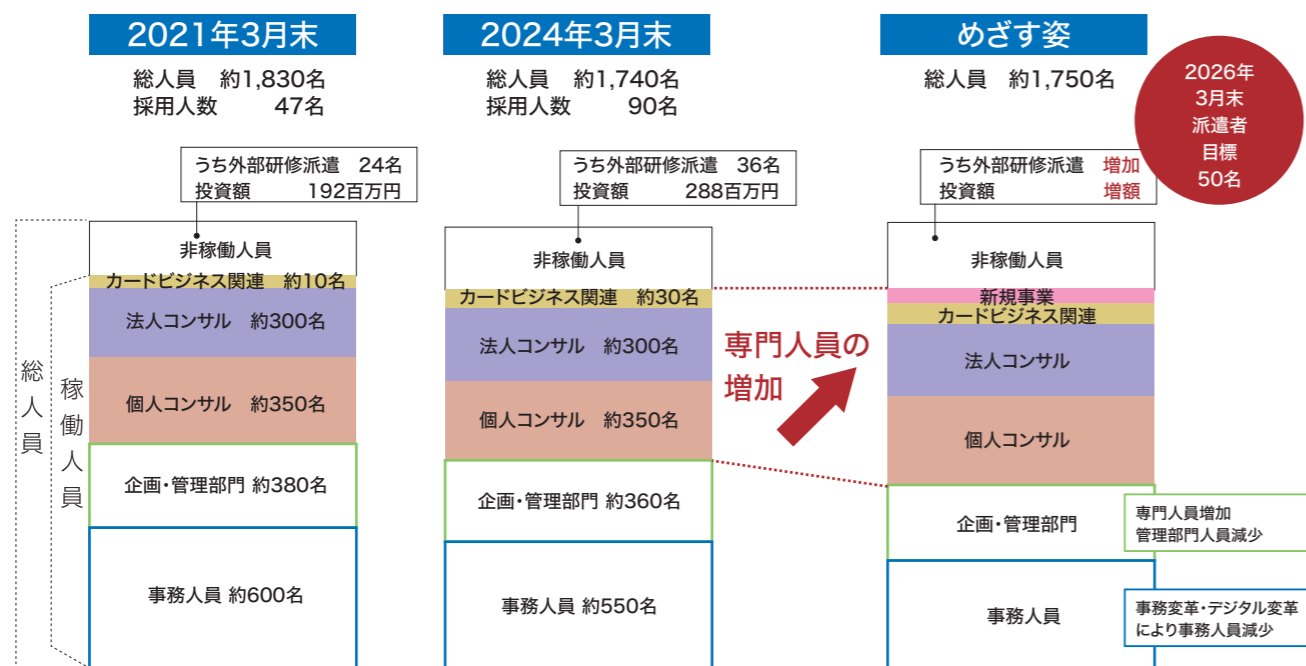 2021年3月末
総人員 約1,830名
採用人数 47名
うち外部研修派遣 24名
投資額 192百万円
非稼働人員
カードビジネス関連 約10名
法人コンサル 約300名
個人コンサル 約350名
企画・管理部門 約380名
事務人員 約600名
総人員
稼働人員
2024年3月末
総人員 約1,740名
採用人数 90名
うち外部研修派遣 36名
投資額 288百万円
非稼働人員
カードビジネス関連 約30名
法人コンサル 約300名
個人コンサル 約350名
企画・管理部門 約360名
事務人員 約550名
専門人員の
増加
めざす姿
総人員 約1,750名
2026年
3月末
派遣者
目標
50名
うち外部研修派遣 増加
投資額 増額
非稼働人員
新規事業
カードビジネス関連
法人コンサル
個人コンサル
企画・管理部門
専門人員増加
管理部門人員減少
事務人員
事務変革・デジタル変革
により事務人員減少